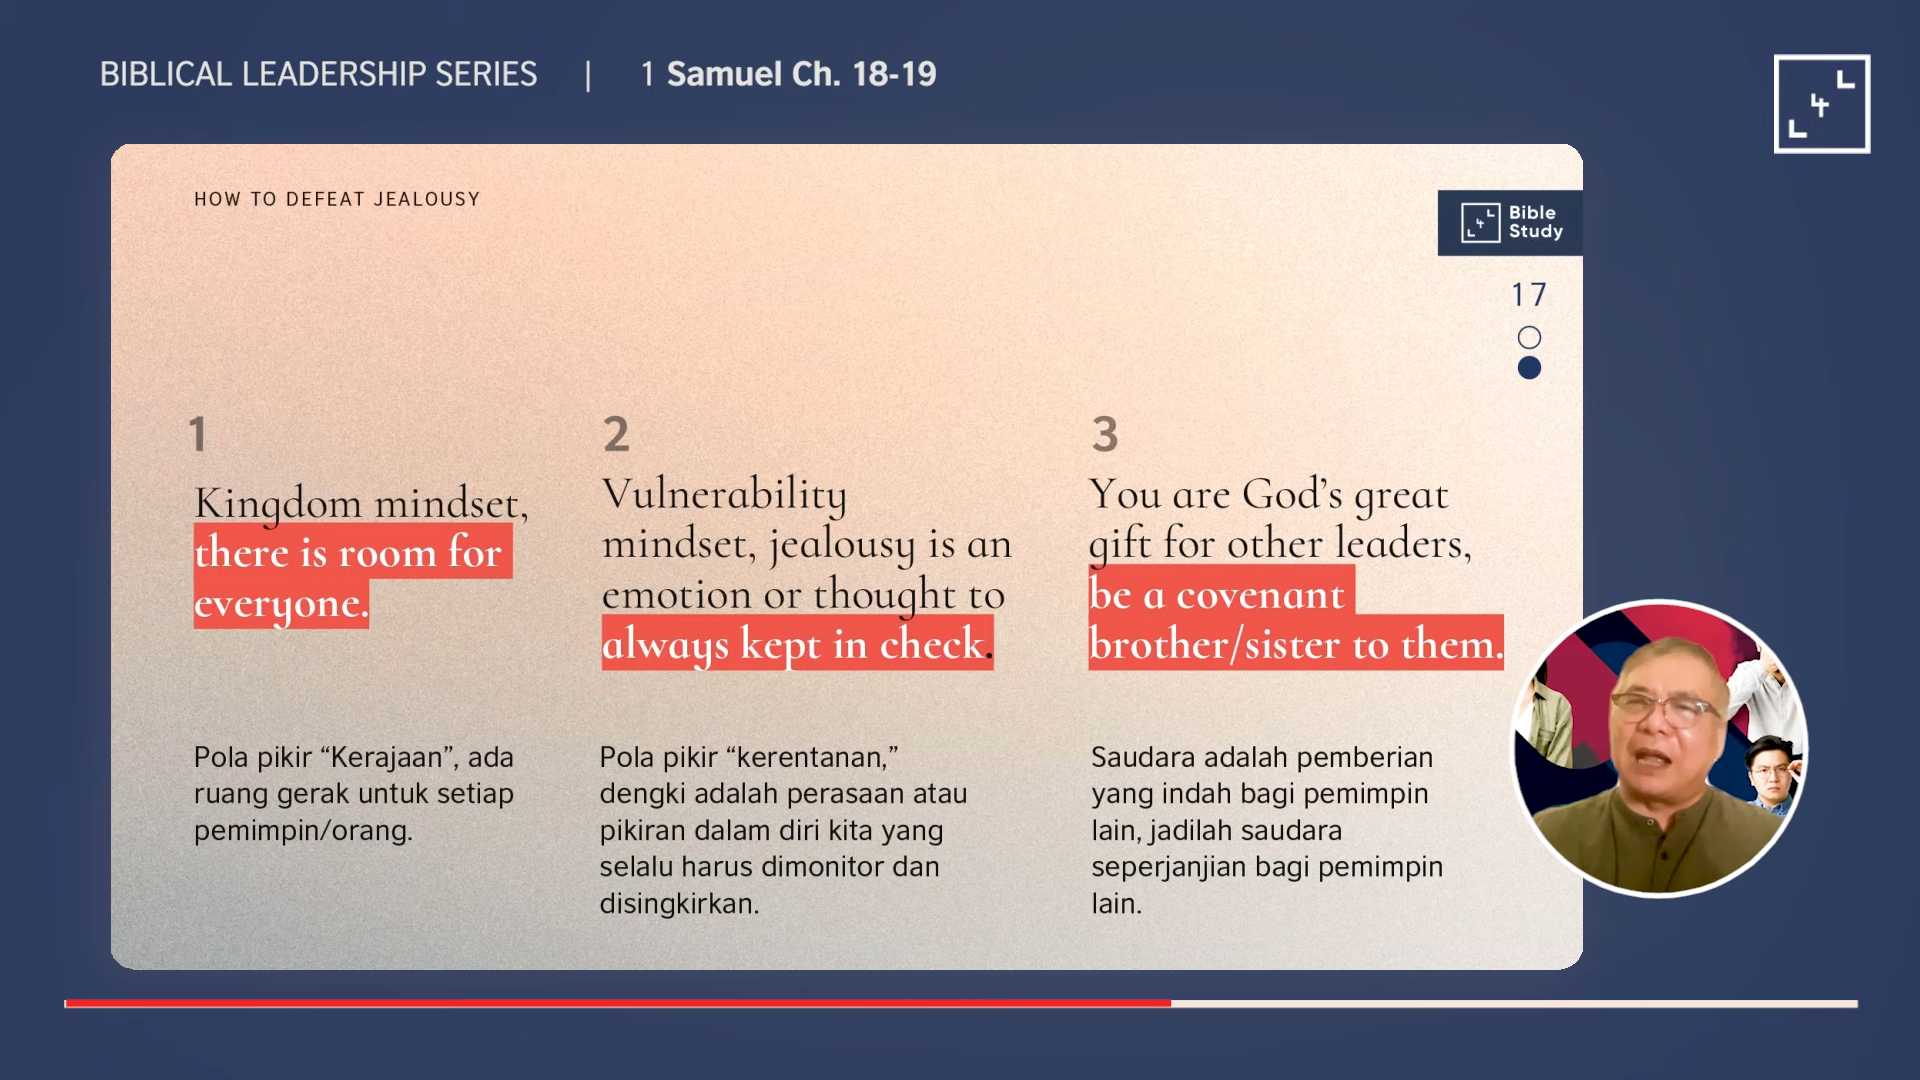 BIBLICAL LEADERSHIP SERIES | 1 Samuel Ch. 18-19
HOW TO DEFEAT JEALOUSY
Bible
Study
17
1
Kingdom mindset,
there is room for
everyone.
Pola pikir “Kerajaan”, ada
ruang gerak untuk setiap
pemimpin/orang.
2
Vulnerability
mindset, jealousy is an
emotion or thought to
always kept in check.
Pola pikir “kerentanan,”
dengki adalah perasaan atau
pikiran dalam diri kita yang
selalu harus dimonitor dan
disingkirkan.
3
You are God’s great
gift for other leaders,
be a covenant
brother/sister to them.
Saudara adalah pemberian
yang indah bagi pemimpin
lain, jadilah saudara
seperjanjian bagi pemimpin
lain.